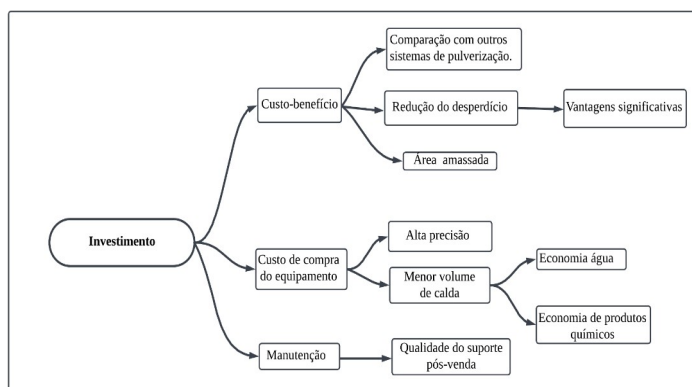 Investimento
Custo-benefício
Comparação com outros
sistemas de pulverização.
Redução do desperdício
Vantagens significativas
Área amassada
Custo de compra
do equipamento
Alta precisão
Menor volume
de calda
Economia água
Economia de produtos
químicos
Manutenção
Qualidade do suporte
pós-venda